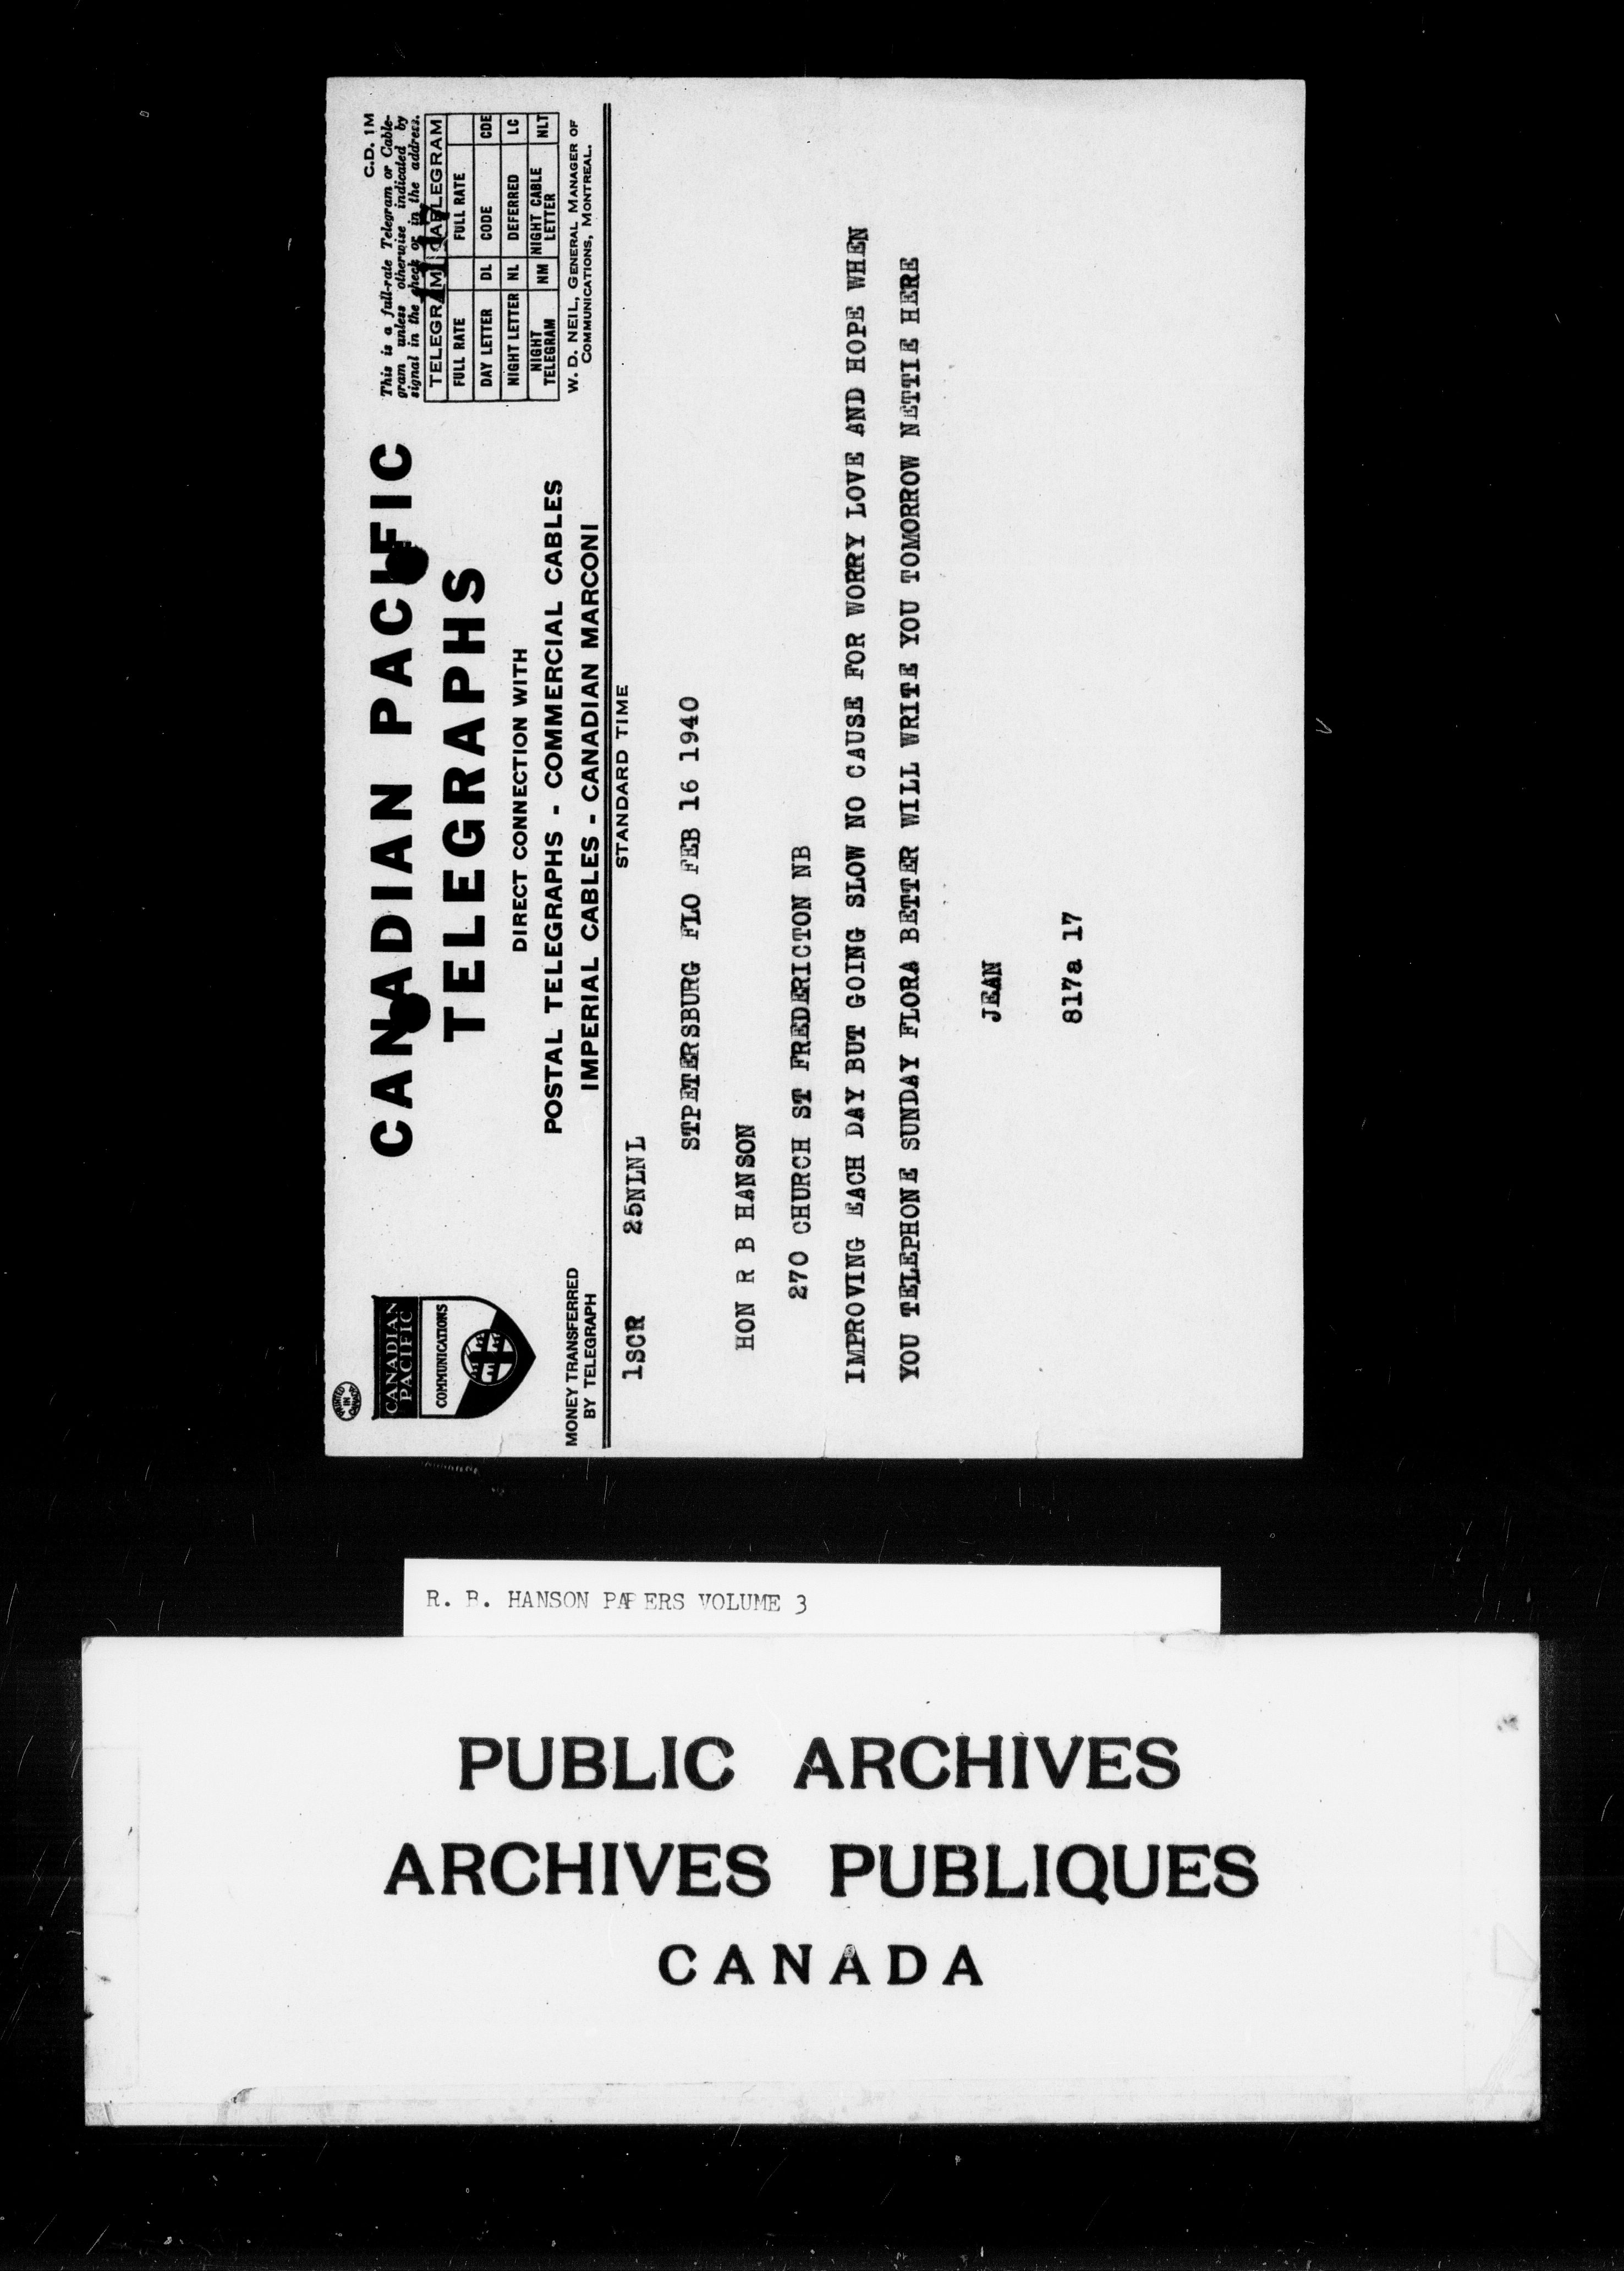 PRINTED
IN
CANADA
CANADIAN
PACIFIC
COMMUNICATIONS
MONEY TRANSFERRED
BY TELEGRAPH
CANADIAN PACIFIC
TELEGRAPHS
DIRECT CONNECTION WITH
POSTAL TELEGRAPHS - COMMERCIAL CABLES
IMPERIAL CABLES - CANADIAN MARCONI
C.D. 1M
This is a full-rate Telegram or Cable-
gram unless otherwise indicated by
signal in the check or in the address.
TELEGRAM CABLEGRAM
FULL RATE FULL RATE
DAY LETTER DL CODE CDE
NIGHT LETTER NL DEFERRED LC
NIGHT TELEGRAM NM NIGHT CABLE LETTER NLT
W. D. NEIL, GENERAL MANAGER OF
COMMUNICATIONS, MONTREAL.
STANDARD TIME
1SCR 25NLNL
STPETERSBURG FLO FEB 16 1940
HON R B HANSON
270 CHURCH ST FREDERICTON NB
IMPROVING EACH DAY BUT GOING SLOW NO CAUSE FOR WORRY LOVE AND HOPE WHEN
YOU TELEPHONE SUNDAY FLORA BETTER WILL WRITE YOU TOMORROW NETTIE HERE
JEAN
817a 17
R. B. HANSON PAPERS VOLUME 3
PUBLIC ARCHIVES
ARCHIVES PUBLIQUES
CANADA